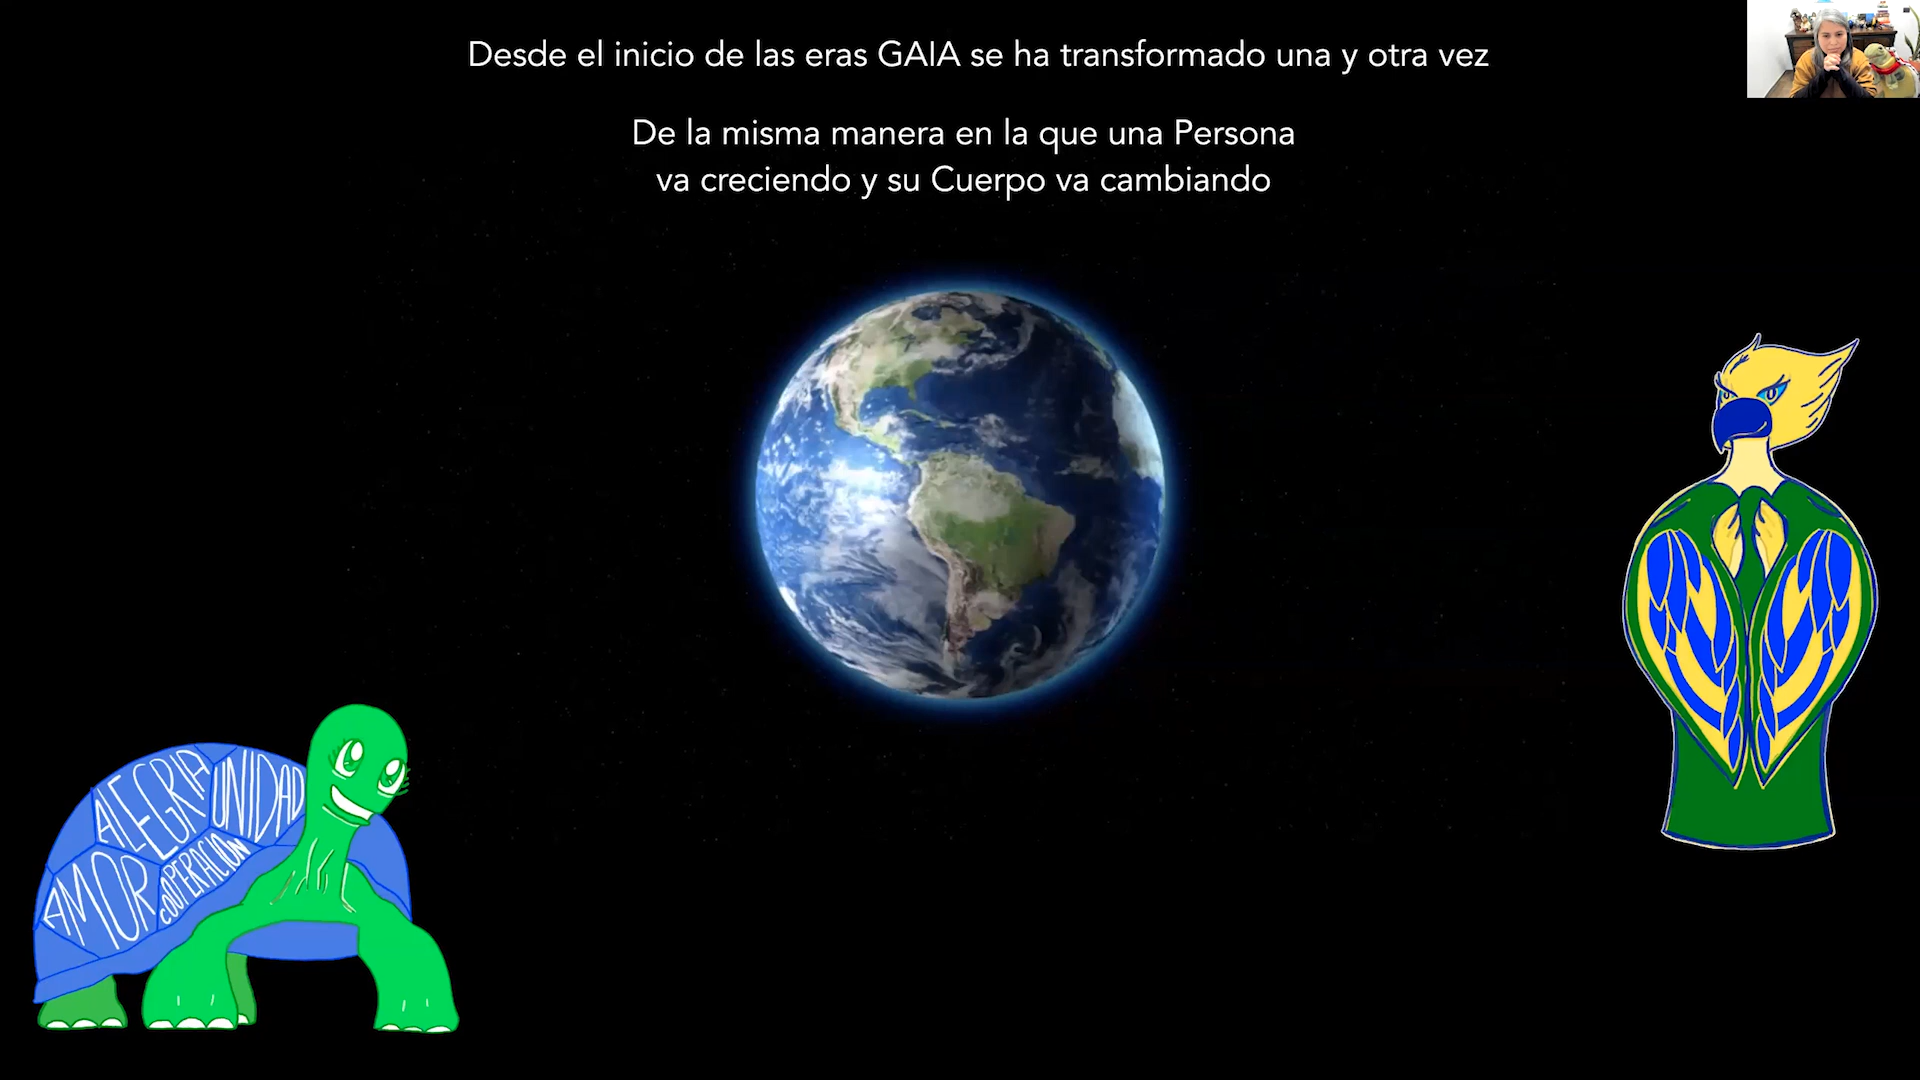 Desde el inicio de las eras GAIA se ha transformado una y otra vez
De la misma manera en la que una Persona
va creciendo y su Cuerpo va cambiando
ALEGRIA
UNIDAD
AMOR
COOPERACION